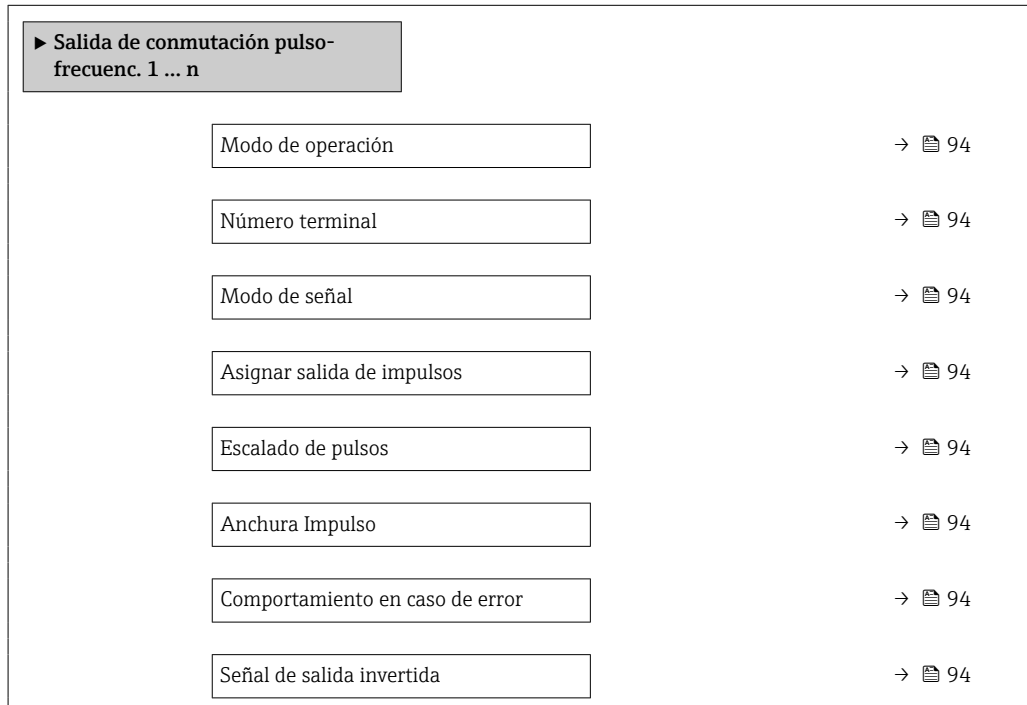 ▶ Salida de conmutación pulso-
frecuenc. 1 ... n
Modo de operación → 94
Número terminal → 94
Modo de señal → 94
Asignar salida de impulsos → 94
Escalado de pulsos → 94
Anchura Impulso → 94
Comportamiento en caso de error → 94
Señal de salida invertida → 94